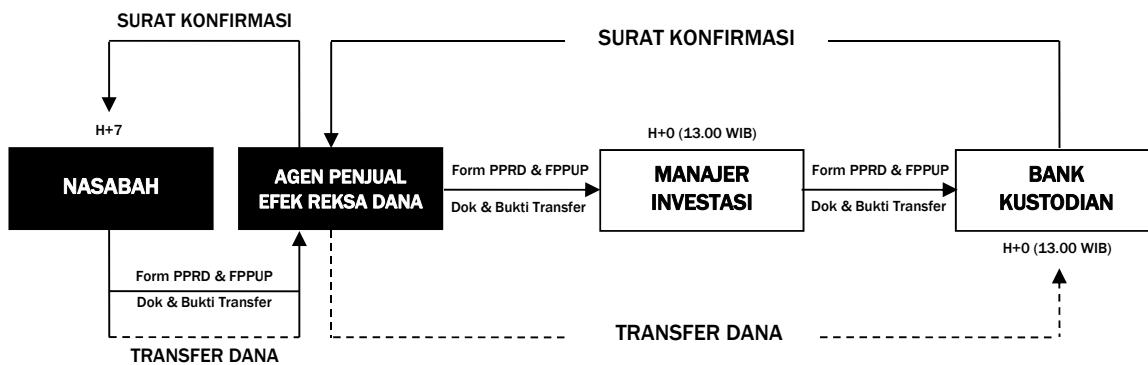 SURAT KONFIRMASI
SURAT KONFIRMASI
H+7
H+0 (13.00 WIB)
NASABAH
AGEN PENJUAL
EFEK REKSA DANA
Form PPRD & FPPUP
Dok & Bukti Transfer
MANAJER
INVESTASI
Form PPRD & FPPUP
Dok & Bukti Transfer
BANK
KUSTODIAN
H+0 (13.00 WIB)
Form PPRD & FPPUP
Dok & Bukti Transfer
TRANSFER DANA
TRANSFER DANA